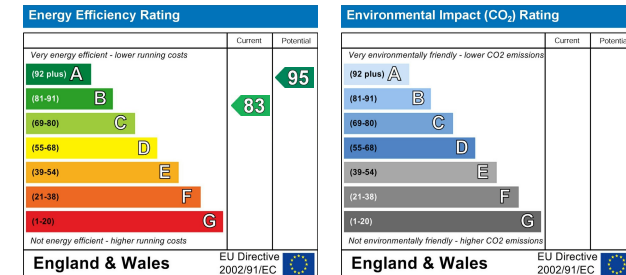 Energy Efficiency Rating
Current Potential
Very energy efficient - lower running costs
(92 plus) A
95
(81-91) B
83
(69-80) C
(55-68) D
(39-54) E
(21-38) F
(1-20) G
Not energy efficient - higher running costs
England & Wales
EU Directive
2002/91/EC
Environmental Impact (CO₂) Rating
Current Potential
Very environmentally friendly - lower CO2 emissions
(92 plus) A
(81-91) B
(69-80) C
(55-68) D
(39-54) E
(21-38) F
(1-20) G
Not environmentally friendly - higher CO2 emissions
England & Wales
EU Directive
2002/91/EC